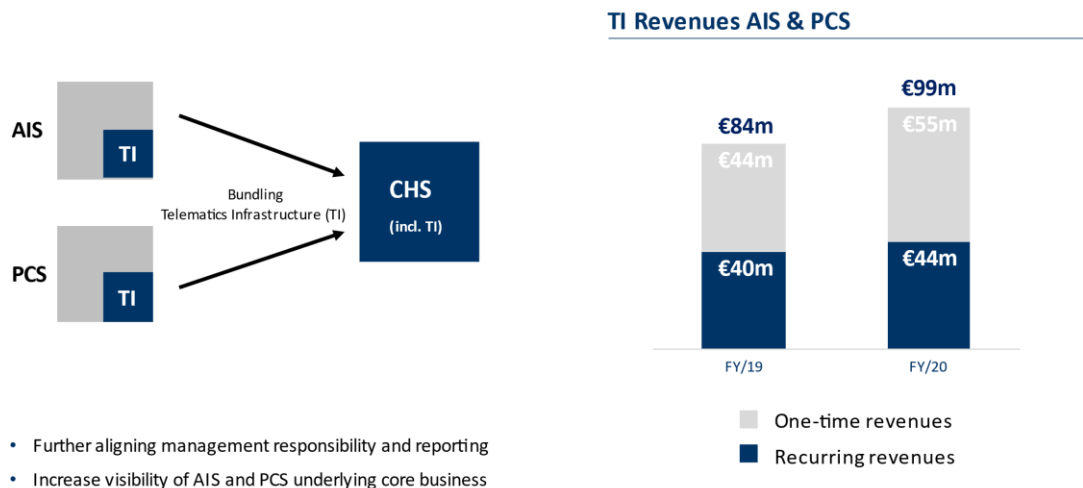 TI Revenues AIS & PCS
AIS
TI
PCS
TI
Bundling
Telematics Infrastructure (TI)
CHS
(incl. TI)
• Further aligning management responsibility and reporting
• Increase visibility of AIS and PCS underlying core business
€84m
€44m
€40m
FY/19
€99m
€55m
€44m
FY/20
One-time revenues
Recurring revenues